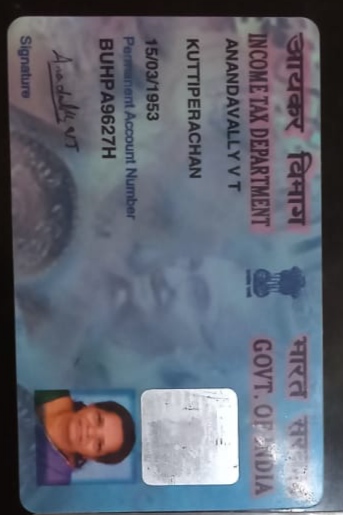 आयकर विभाग
INCOME TAX DEPARTMENT
भारत सरकार
GOVT. OF INDIA
ANANDAVALLY V T
KUTTIPERACHAN
15/03/1953
Permanent Account Number
BUHPA9627H
Signature